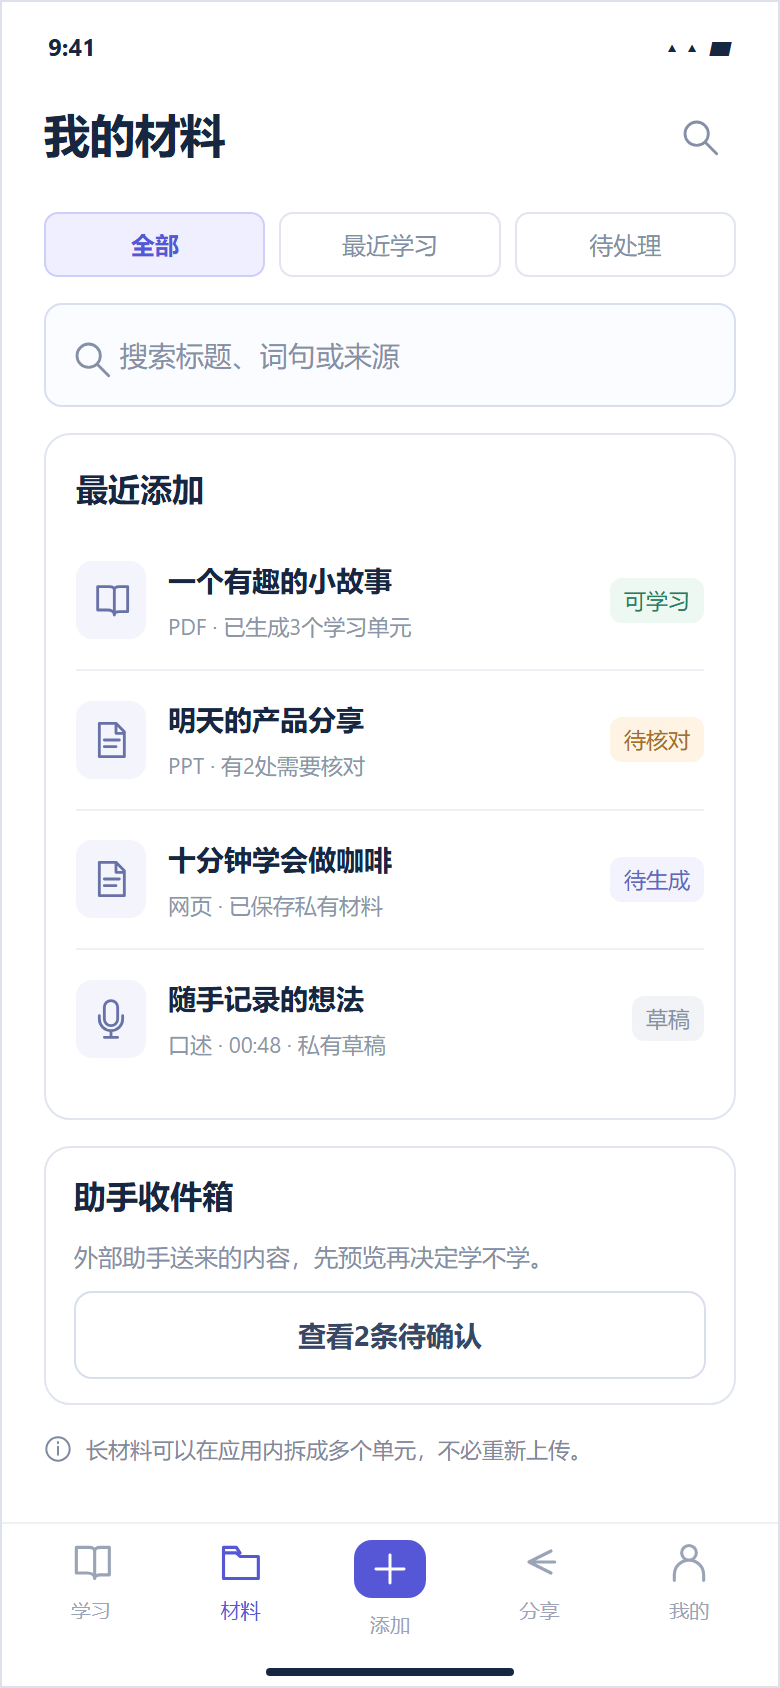 9:41
我的材料
全部
最近学习
待处理
搜索标题、词句或来源
最近添加
一个有趣的小故事
PDF · 已生成3个学习单元
可学习
明天的产品分享
PPT · 有2处需要核对
待核对
十分钟学会做咖啡
网页 · 已保存私有材料
待生成
随手记录的想法
口述 · 00:48 · 私有草稿
草稿
助手收件箱
外部助手送来的内容，先预览再决定学不学。
查看2条待确认
长材料可以在应用内拆成多个单元，不必重新上传。
学习
材料
添加
分享
我的